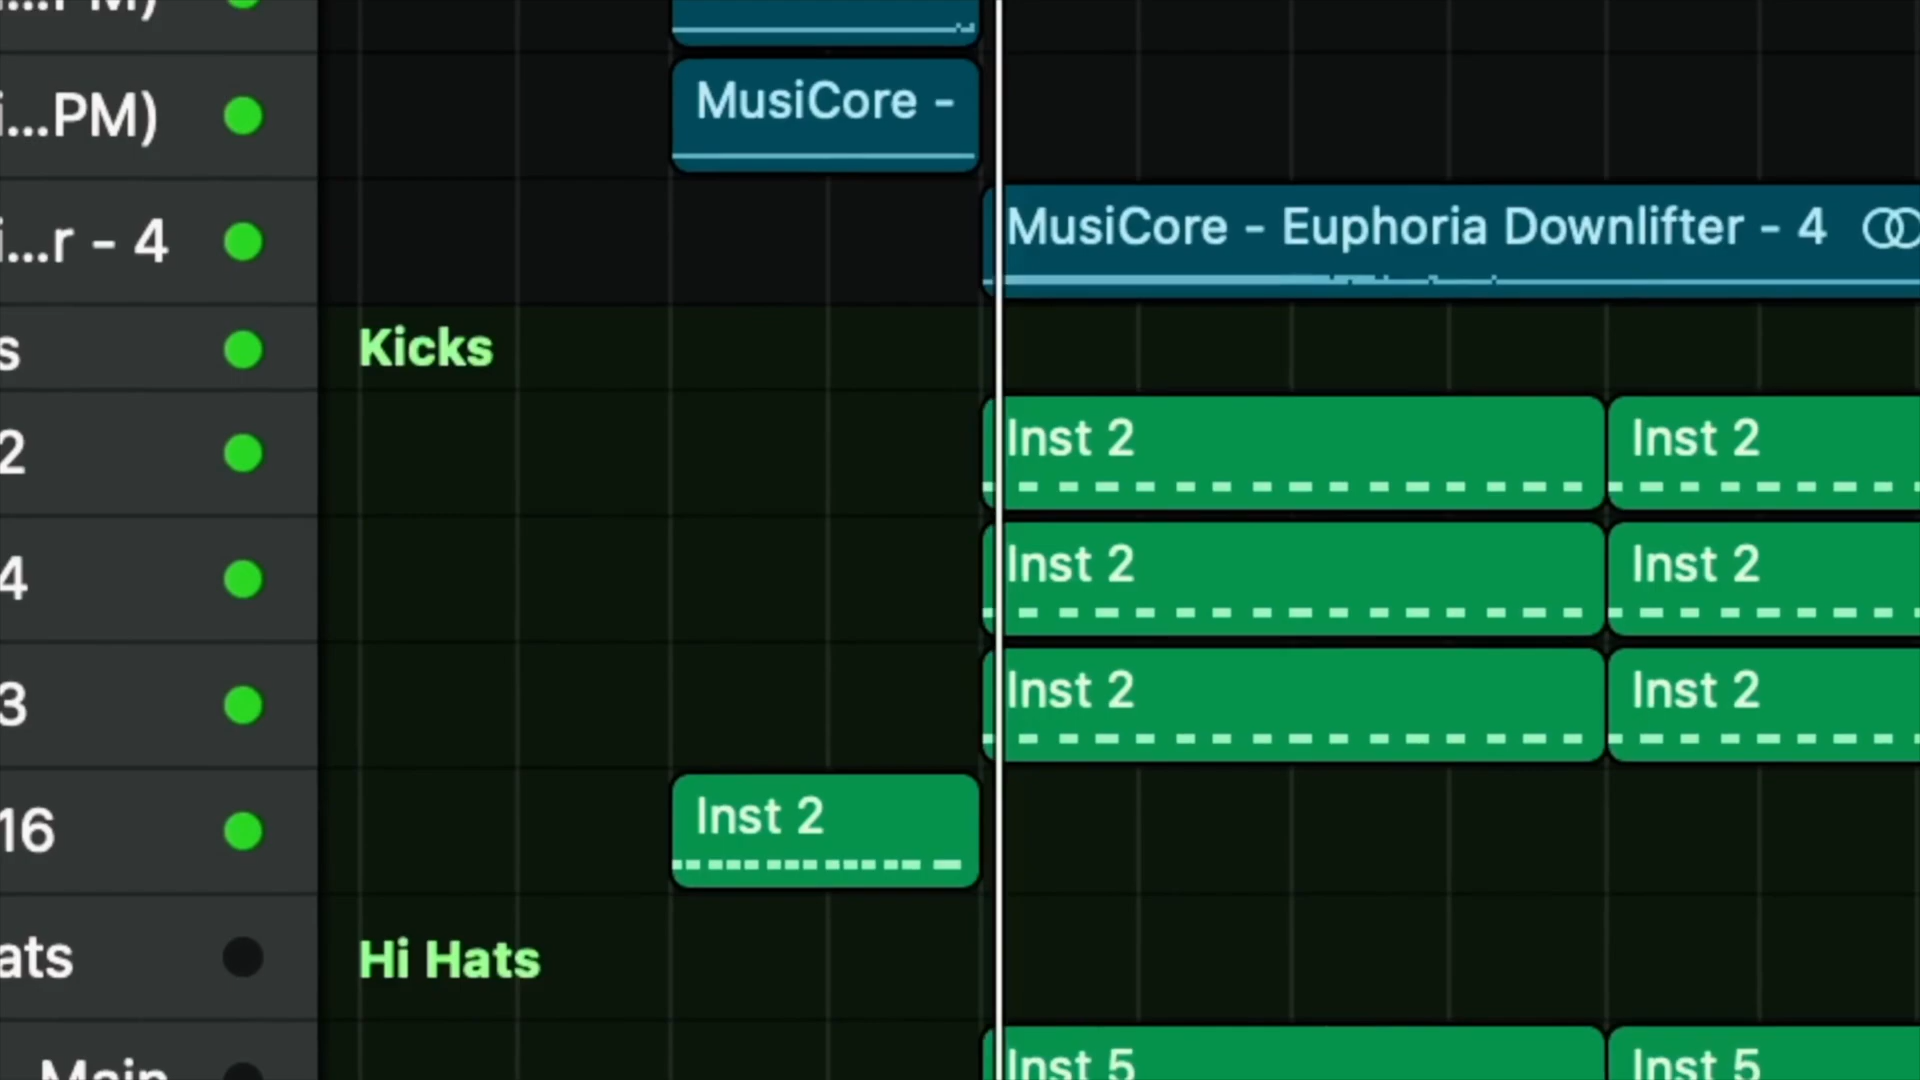 i...PM)
MusiCore -
i...r - 4
MusiCore - Euphoria Downlifter - 4
s
Kicks
2
Inst 2
Inst 2
4
Inst 2
Inst 2
3
Inst 2
Inst 2
16
Inst 2
ats
Hi Hats
Main
Inst 5
Inst 5